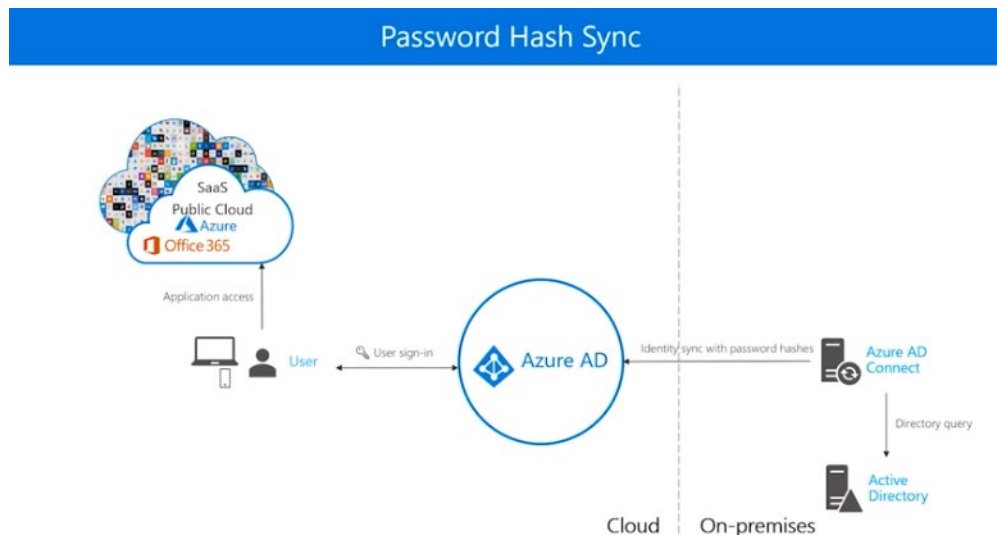 Password Hash Sync
SaaS
Public Cloud
Azure
Office 365
Application access
User
User sign-in
Azure AD
Identity sync with password hashes
Azure AD
Connect
Directory query
Active
Directory
Cloud
On-premises